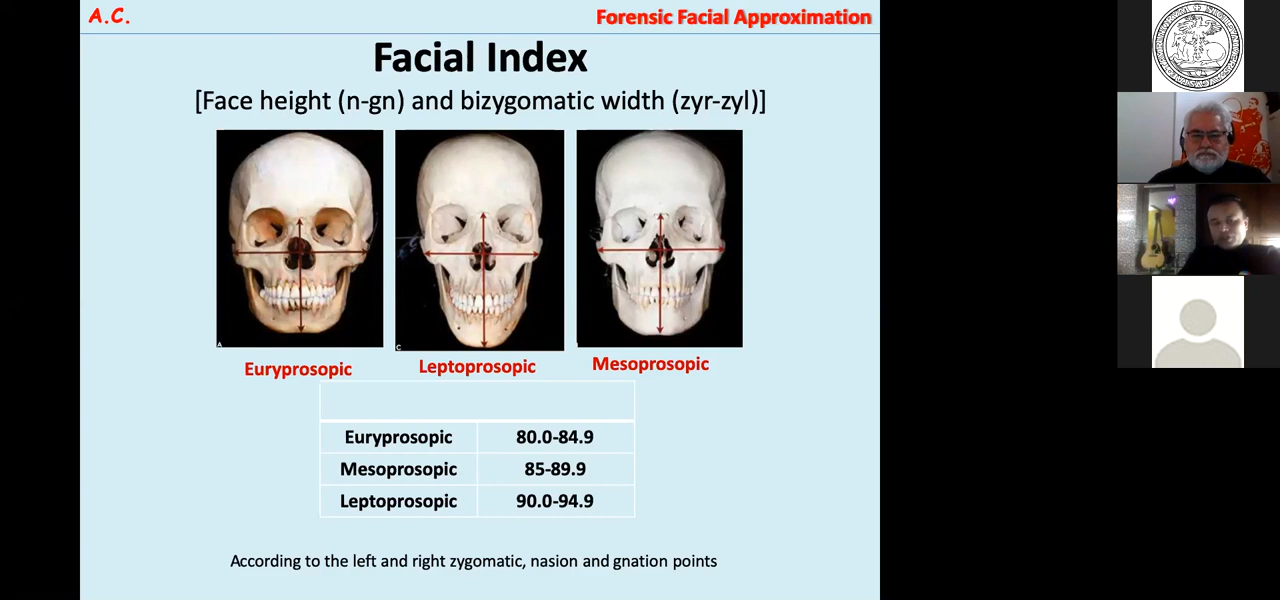 A.C.
Forensic Facial Approximation
Facial Index
[Face height (n-gn) and bizygomatic width (zyr-zyl)]
A
C
Euryprosopic
Leptoprosopic
Mesoprosopic
Euryprosopic 80.0-84.9
Mesoprosopic 85-89.9
Leptoprosopic 90.0-94.9
According to the left and right zygomatic, nasion and gnation points